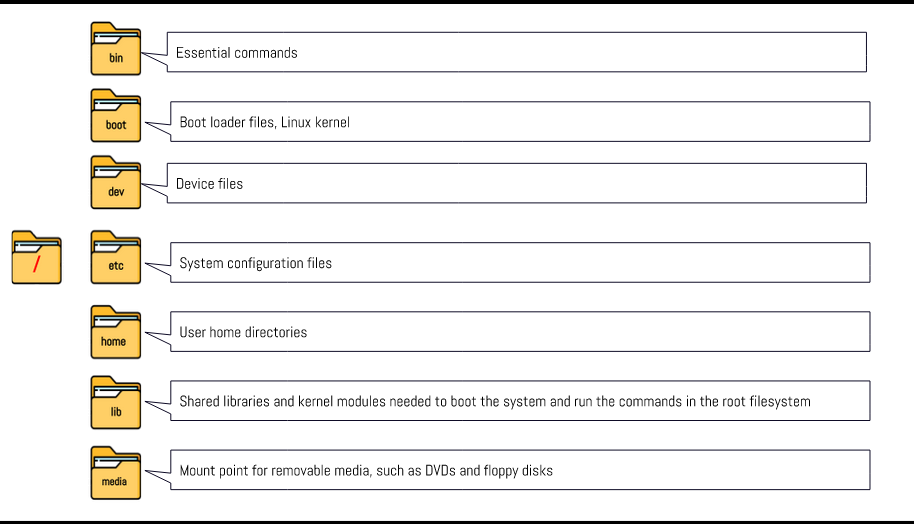 bin
Essential commands
boot
Boot loader files, Linux kernel
dev
Device files
/
etc
System configuration files
home
User home directories
lib
Shared libraries and kernel modules needed to boot the system and run the commands in the root filesystem
media
Mount point for removable media, such as DVDs and floppy disks